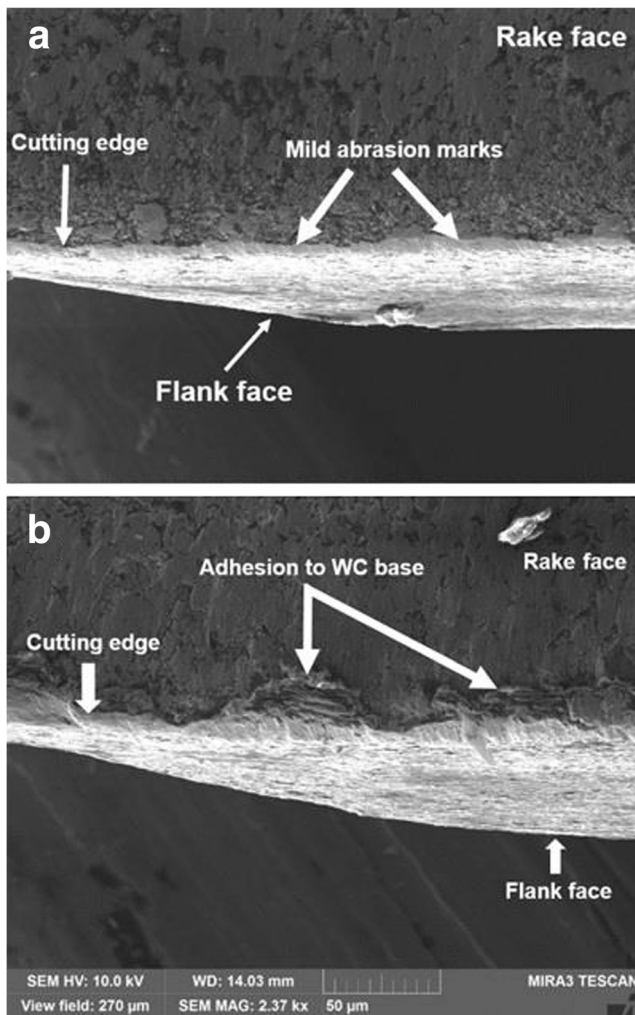 a
Rake face
Cutting edge
Mild abrasion marks
Flank face
b
Adhesion to WC base
Rake face
Cutting edge
Flank face
SEM HV: 10.0 kV WD: 14.03 mm MIRA3 TESCAN
View field: 270 µm SEM MAG: 2.37 kx 50 µm